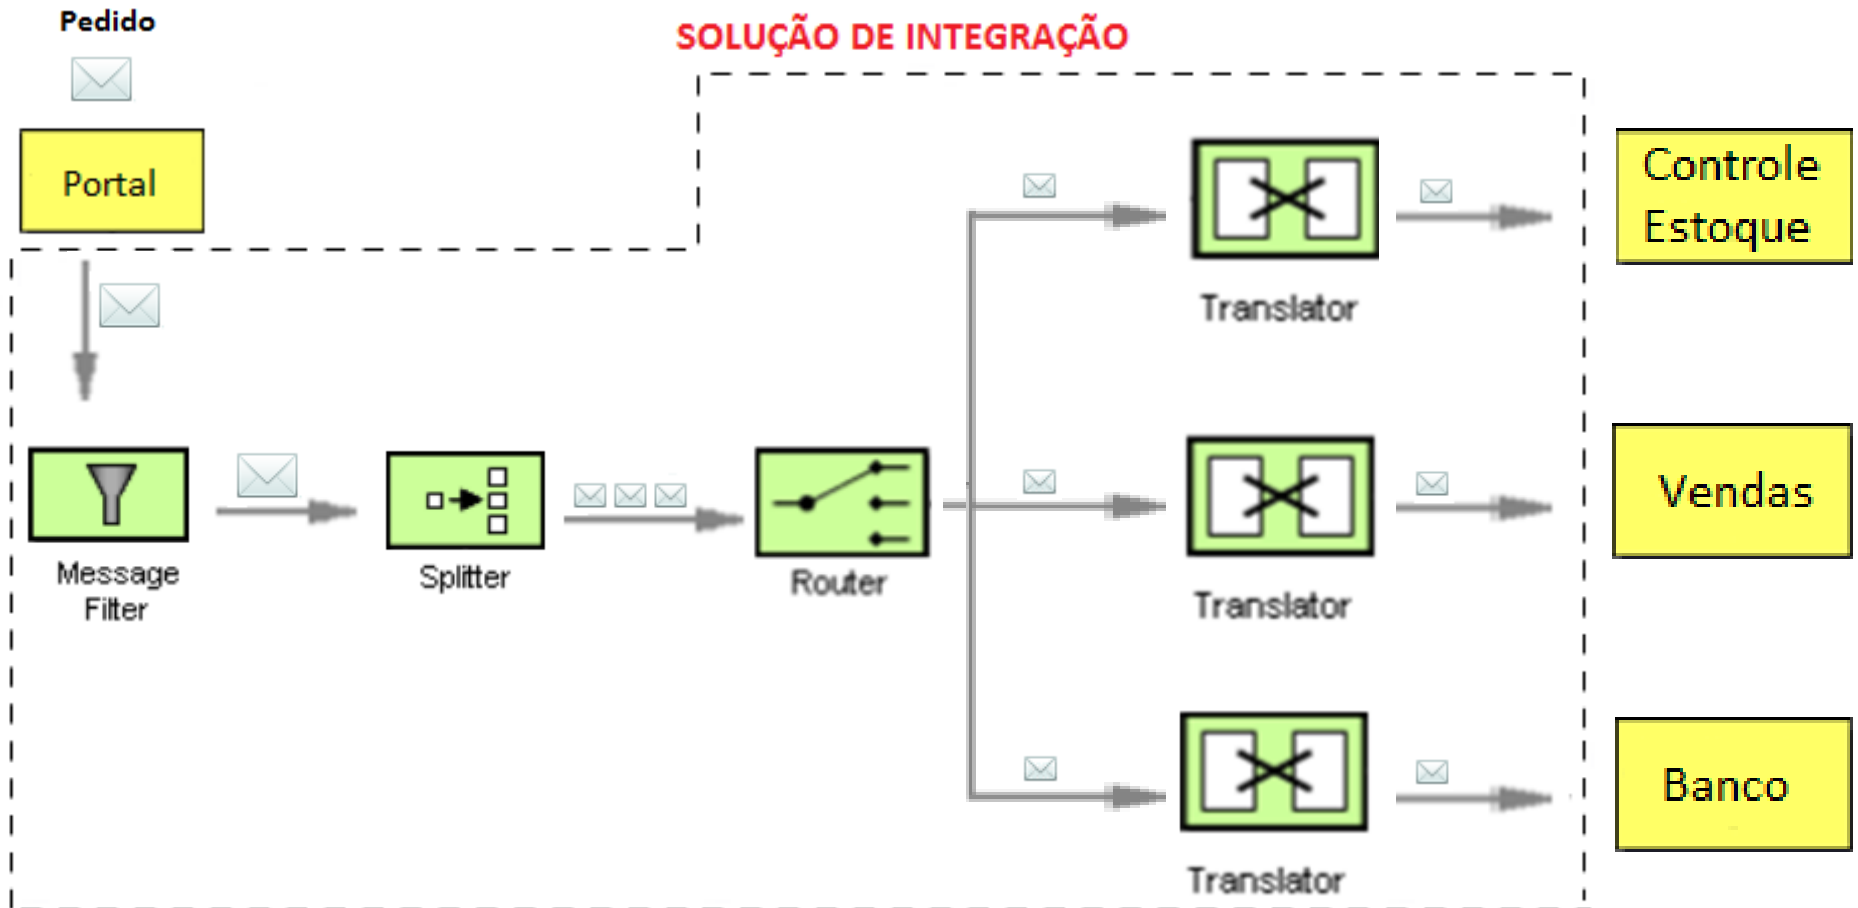 Pedido
SOLUÇÃO DE INTEGRAÇÃO
Portal
Controle
Estoque
Translator
Vendas
Message
Filter
Splitter
Router
Translator
Banco
Translator